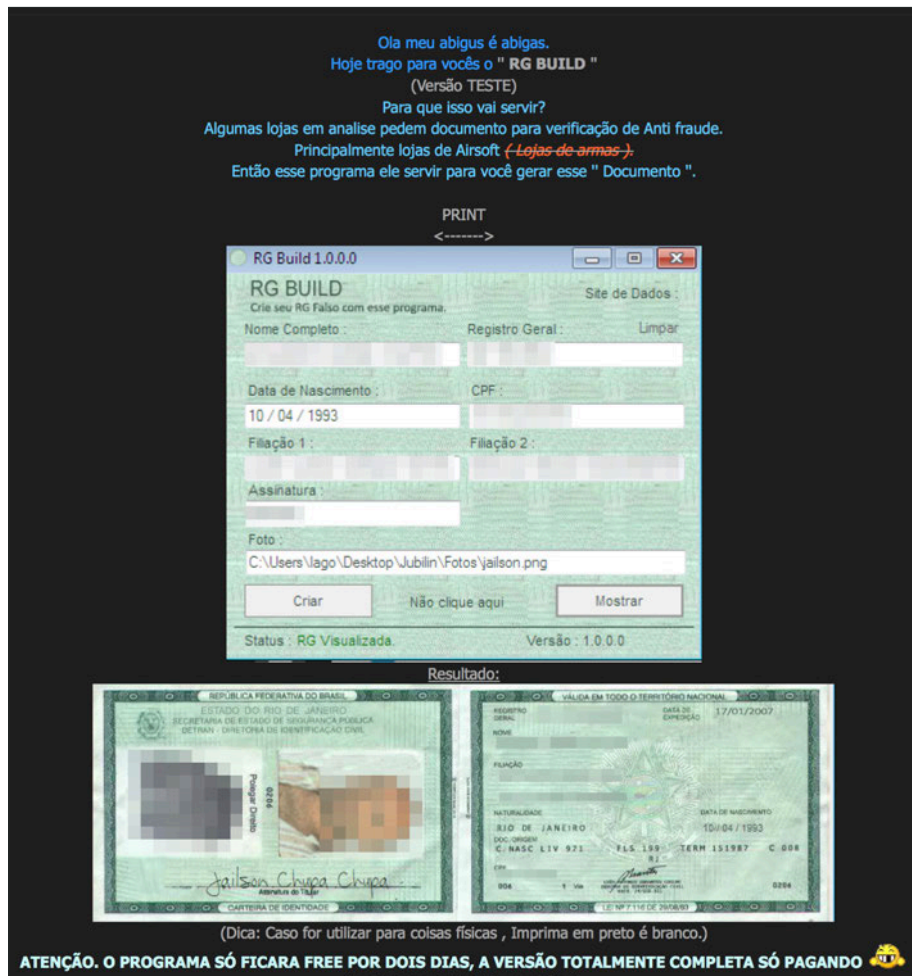 Ola meu abigus é abigas.
Hoje trago para vocês o " RG BUILD "
(Versão TESTE)
Para que isso vai servir?
Algumas lojas em analise pedem documento para verificação de Anti fraude.
Principalmente lojas de Airsoft ( Lojas de armas ).
Então esse programa ele servir para você gerar esse " Documento ".
PRINT
<------->
RG Build 1.0.0.0
RG BUILD
Site de Dados :
Crie seu RG Falso com esse programa.
Nome Completo :
Registro Geral :
Limpar
Data de Nascimento :
CPF :
10 / 04 / 1993
Filiação 1 :
Filiação 2 :
Assinatura :
Foto :
C:\Users\Iago\Desktop\Jubilin\Fotos\jailson.png
Criar
Não clique aqui
Mostrar
Status : RG Visualizada.
Versão : 1.0.0.0
Resultado:
REPÚBLICA FEDERATIVA DO BRASIL
ESTADO DO RIO DE JANEIRO
SECRETARIA DE ESTADO DE SEGURANÇA PÚBLICA
DETRAN - DIRETORIA DE IDENTIFICAÇÃO CIVIL
0206
Polegar Direito
Jailson Chupa Chupa
Assinatura do Titular
CARTEIRA DE IDENTIDADE
VÁLIDA EM TODO O TERRITÓRIO NACIONAL
REGISTRO GERAL
DATA DE EXPEDIÇÃO
17/01/2007
NOME
FILIAÇÃO
NATURALIDADE
DATA DE NASCIMENTO
RIO DE JANEIRO
10/ 04 / 1993
DOC. ORIGEM
C.NASC LIV 971 FLS 199 TERM 151987 C 008
RJ
CPF
004
1 Via
0206
LEI Nº 7.116 DE 29/08/83
(Dica: Caso for utilizar para coisas físicas , Imprima em preto é branco.)
ATENÇÃO. O PROGRAMA SÓ FICARA FREE POR DOIS DIAS, A VERSÃO TOTALMENTE COMPLETA SÓ PAGANDO